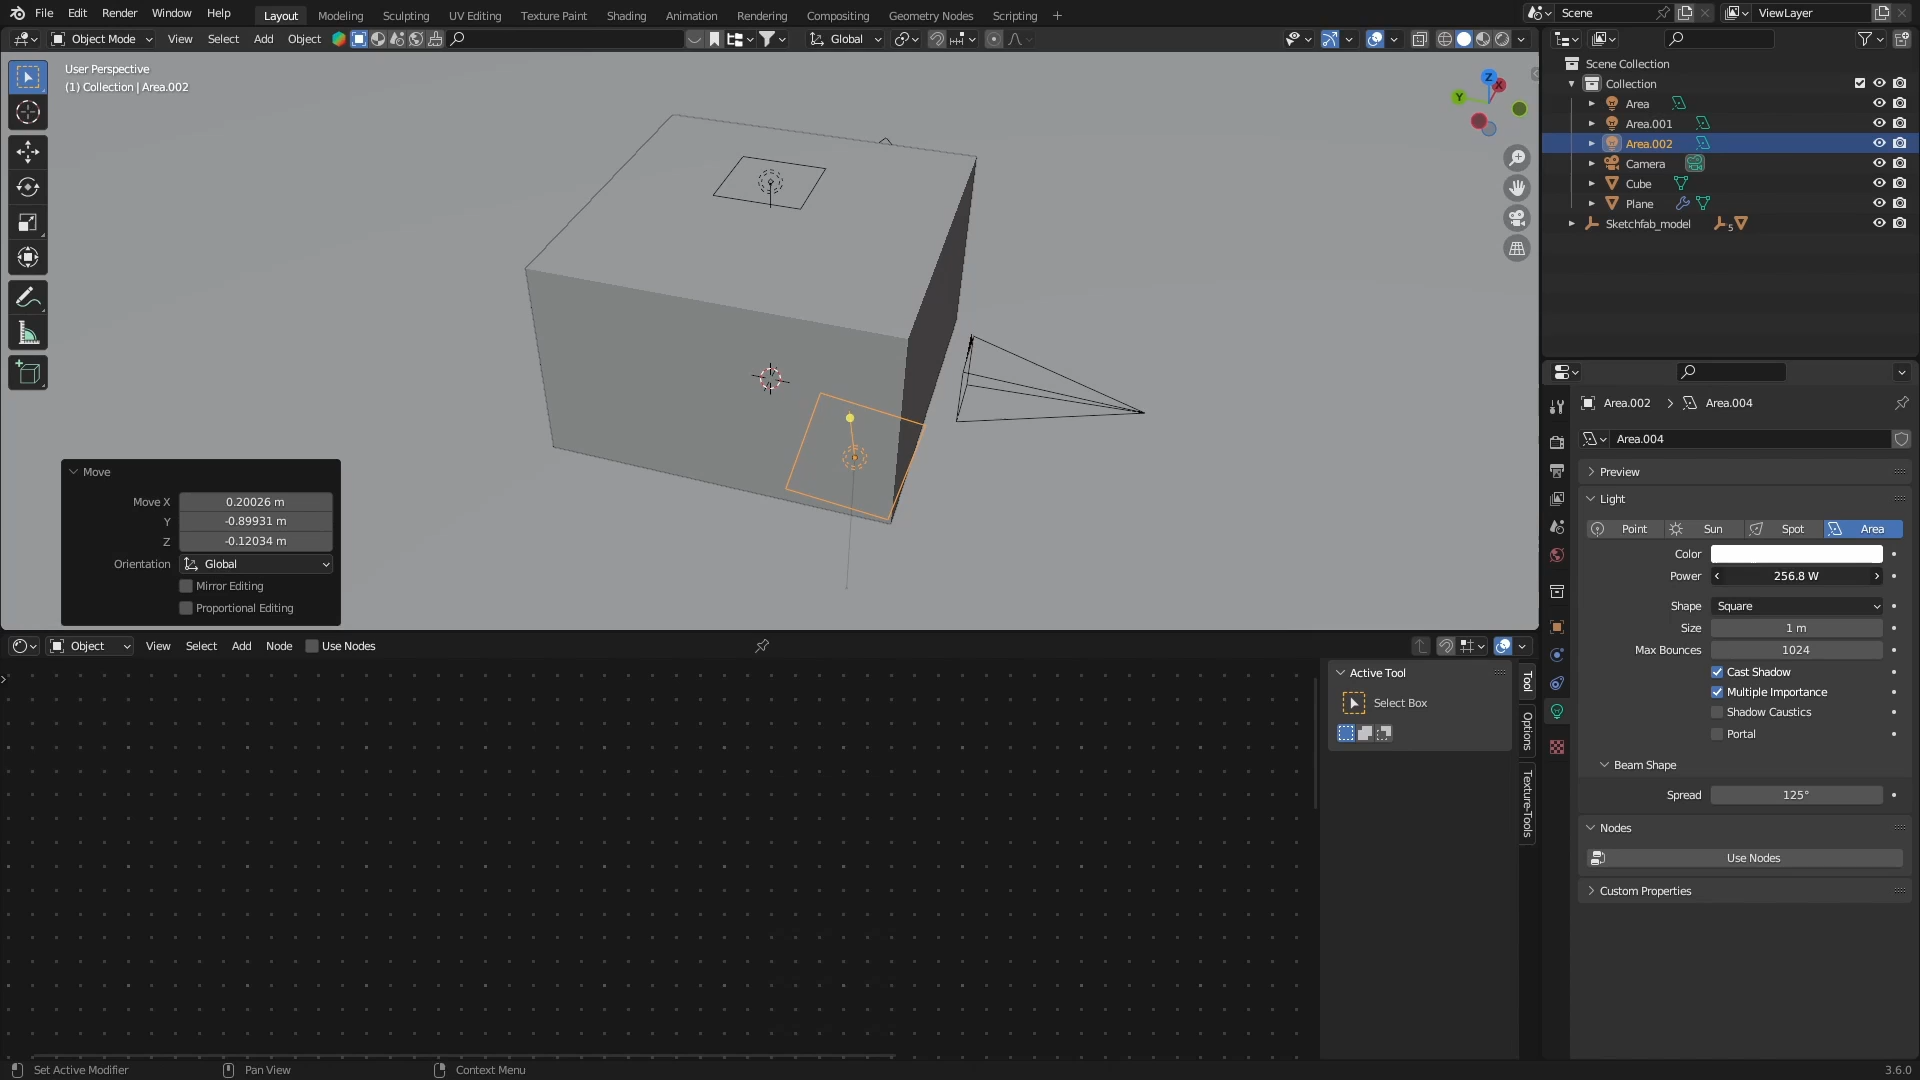 File Edit Render Window Help Layout Modeling Sculpting UV Editing Texture Paint Shading Animation Rendering Compositing Geometry Nodes Scripting + Scene ViewLayer
Object Mode View Select Add Object Global
User Perspective
(1) Collection | Area.002
Z
X
Y
Scene Collection
Collection
Area
Area.001
Area.002
Camera
Cube
Plane
Sketchfab_model 5
Move
Move X 0.20026 m
Y -0.89931 m
Z -0.12034 m
Orientation Global
Mirror Editing
Proportional Editing
Area.002 > Area.004
Area.004
Preview
Light
Point Sun Spot Area
Color
Power 256.8 W
Shape Square
Size 1 m
Max Bounces 1024
Cast Shadow
Multiple Importance
Shadow Caustics
Portal
Beam Shape
Spread 125°
Nodes
Use Nodes
Custom Properties
Object View Select Add Node Use Nodes
Active Tool
Select Box
Tool
Options
Texture-Tools
Set Active Modifier Pan View Context Menu 3.6.0